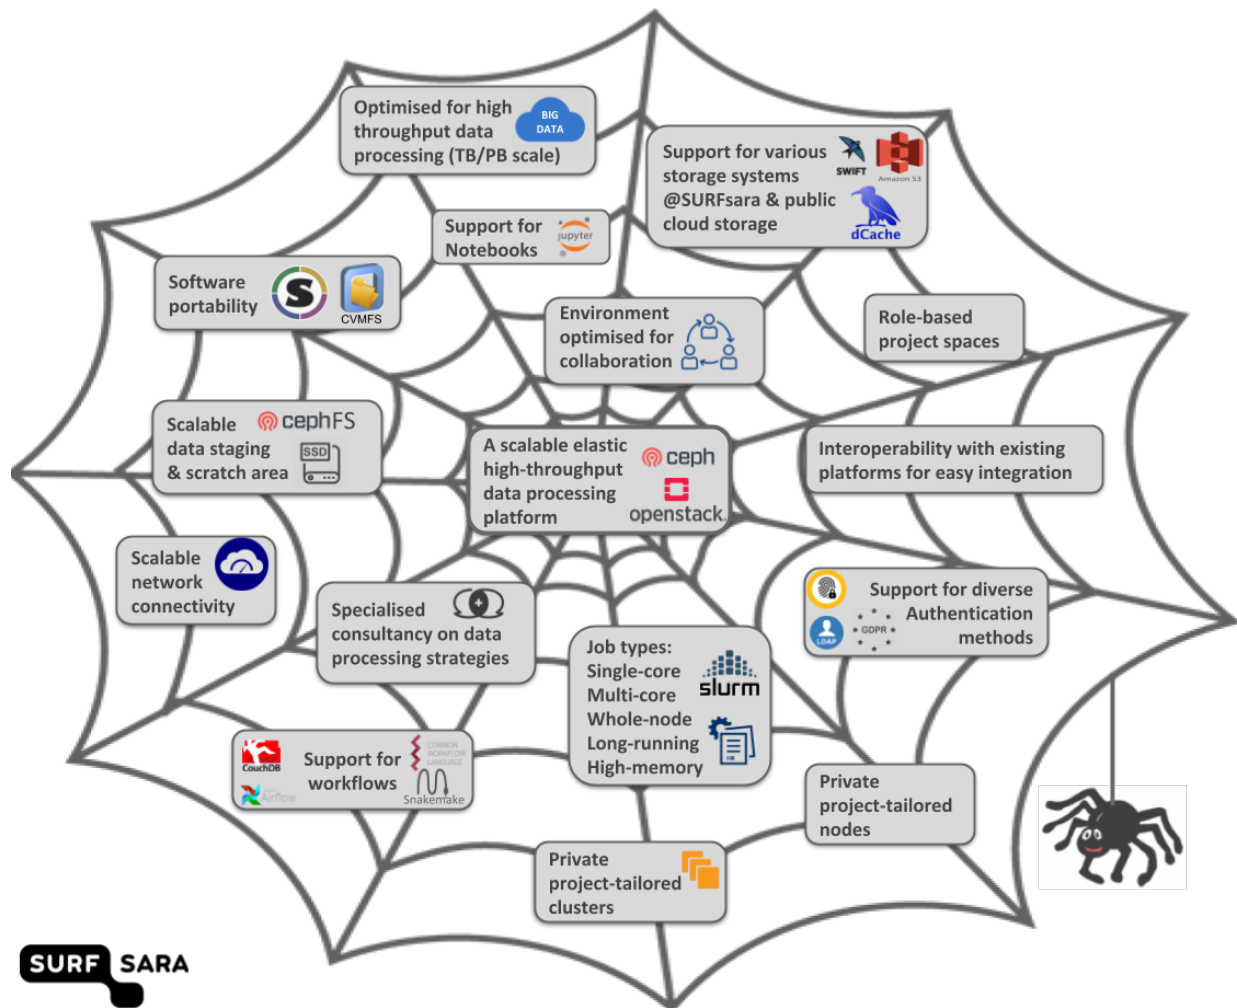 Optimised for high
throughput data
processing (TB/PB scale)
BIG
DATA
Support for various
storage systems
@SURFsara & public
cloud storage
SWIFT
Amazon S3
dCache
Support for
Notebooks
jupyter
Software
portability
S
CVMFS
Environment
optimised for
collaboration
Role-based
project spaces
Scalable
data staging
& scratch area
cephFS
SSD
A scalable elastic
high-throughput
data processing
platform
ceph
openstack.
Interoperability with existing
platforms for easy integration
Scalable
network
connectivity
Specialised
consultancy on data
processing strategies
Job types:
Single-core
Multi-core
Whole-node
Long-running
High-memory
slurm
Support for diverse
Authentication
methods
LDAP
GDPR
Support for
workflows
CouchDB
Airflow
COMMON
WORKFLOW
LANGUAGE
Snakemake
Private
project-tailored
nodes
Private
project-tailored
clusters
SURF SARA